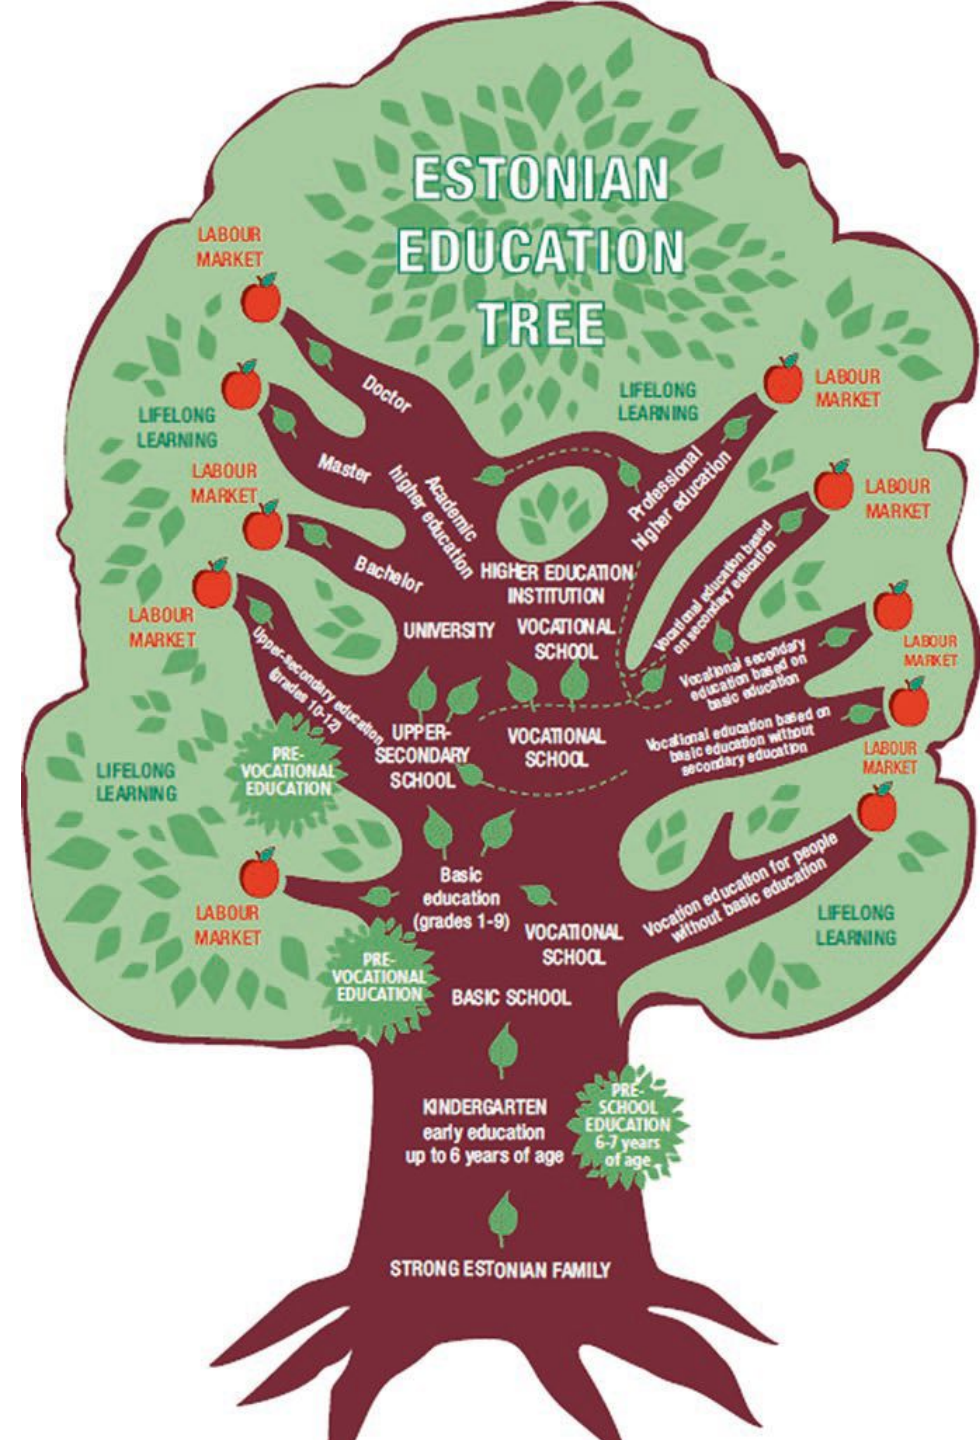 ESTONIAN
EDUCATION
TREE
LABOUR
MARKET
Doctor
LIFELONG
LEARNING
LIFELONG
LEARNING
LABOUR
MARKET
Master
Academic
higher education
Professional
higher education
LABOUR
MARKET
LABOUR
MARKET
Bachelor
HIGHER EDUCATION
INSTITUTION
UNIVERSITY
VOCATIONAL
SCHOOL
Vocational education based
on secondary education
LABOUR
MARKET
Upper-secondary education
(grades 10-12)
Vocational secondary
education based on
basic education
LABOUR
MARKET
UPPER-
SECONDARY
SCHOOL
VOCATIONAL
SCHOOL
Vocational education based on
basic education without
secondary education
LABOUR
MARKET
PRE-
VOCATIONAL
EDUCATION
LIFELONG
LEARNING
Basic
education
(grades 1-9)
Vocation education for people
without basic education
LABOUR
MARKET
VOCATIONAL
SCHOOL
LIFELONG
LEARNING
PRE-
VOCATIONAL
EDUCATION
BASIC SCHOOL
KINDERGARTEN
early education
up to 6 years of age
PRE-
SCHOOL
EDUCATION
6-7 years
of age
STRONG ESTONIAN FAMILY